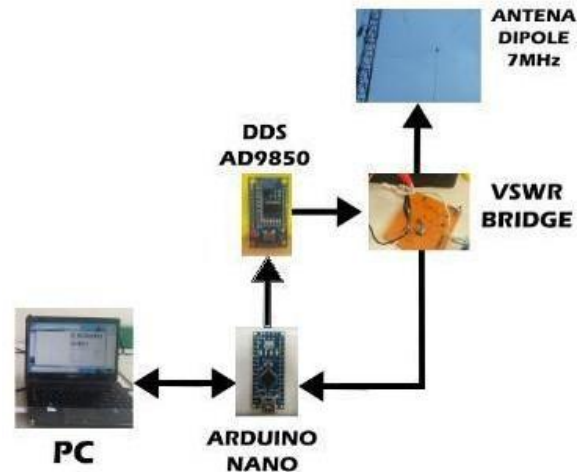 ANTENA
DIPOLE
7MHz
DDS
AD9850
VSWR
BRIDGE
PC
ARDUINO
NANO